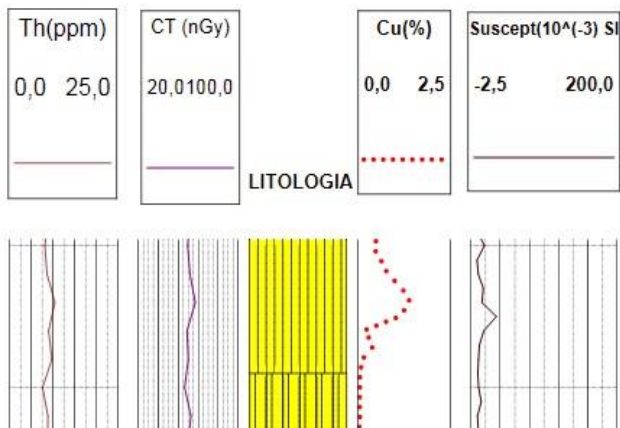 Th(ppm)
0,0 25,0
CT (nGy)
20,0100,0
LITOLOGIA
Cu(%)
0,0 2,5
Suscept(10^(-3) SI
-2,5 200,0